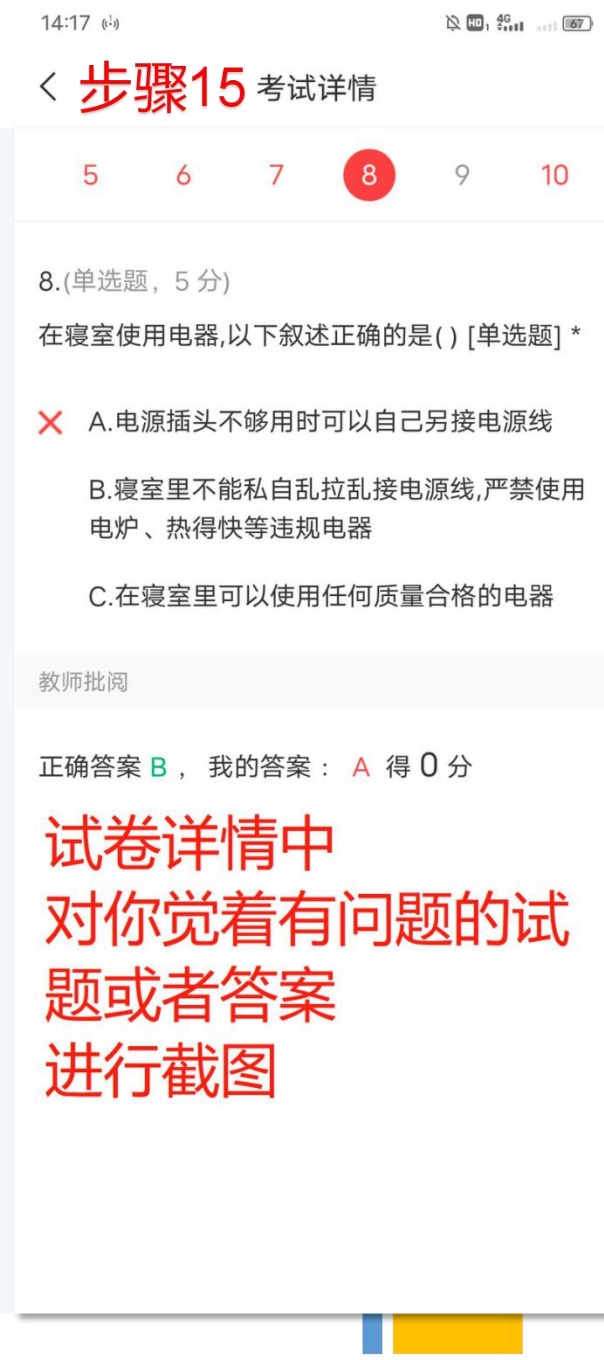 14:17 HD 1 4G 67
步骤15 考试详情
5 6 7 8 9 10
8.(单选题，5 分)
在寝室使用电器,以下叙述正确的是( ) [单选题] *
A.电源插头不够用时可以自己另接电源线
B.寝室里不能私自乱拉乱接电源线,严禁使用
电炉、热得快等违规电器
C.在寝室里可以使用任何质量合格的电器
教师批阅
正确答案 B ， 我的答案： A 得 0 分
试卷详情中
对你觉着有问题的试
题或者答案
进行截图